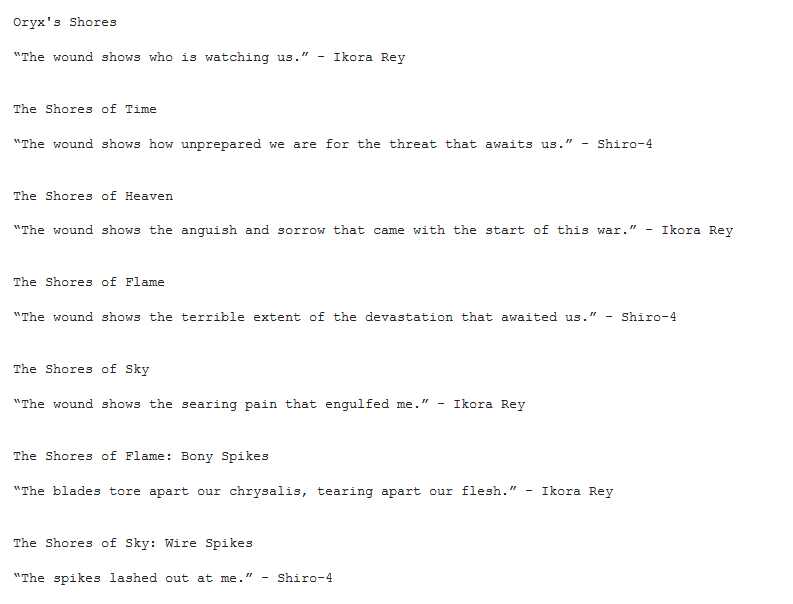 Oryx's Shores
“The wound shows who is watching us.” – Ikora Rey
The Shores of Time
“The wound shows how unprepared we are for the threat that awaits us.” – Shiro-4
The Shores of Heaven
“The wound shows the anguish and sorrow that came with the start of this war.” – Ikora Rey
The Shores of Flame
“The wound shows the terrible extent of the devastation that awaited us.” – Shiro-4
The Shores of Sky
“The wound shows the searing pain that engulfed me.” – Ikora Rey
The Shores of Flame: Bony Spikes
“The blades tore apart our chrysalis, tearing apart our flesh.” – Ikora Rey
The Shores of Sky: Wire Spikes
“The spikes lashed out at me.” – Shiro-4